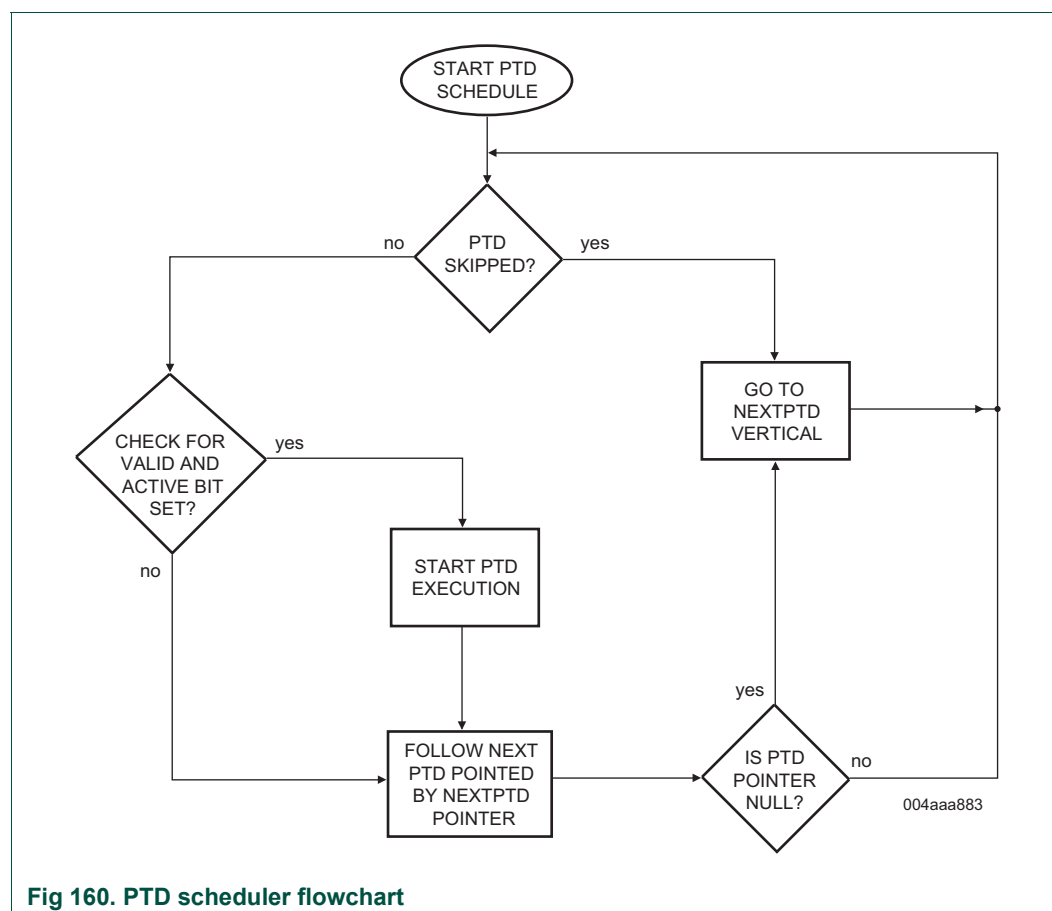 START PTD
SCHEDULE
PTD
SKIPPED?
no
yes
GO TO
NEXTPTD
VERTICAL
CHECK FOR
VALID AND
ACTIVE BIT
SET?
yes
no
START PTD
EXECUTION
FOLLOW NEXT
PTD POINTED
BY NEXTPTD
POINTER
yes
IS PTD
POINTER
NULL?
no
004aaa883
Fig 160. PTD scheduler flowchart